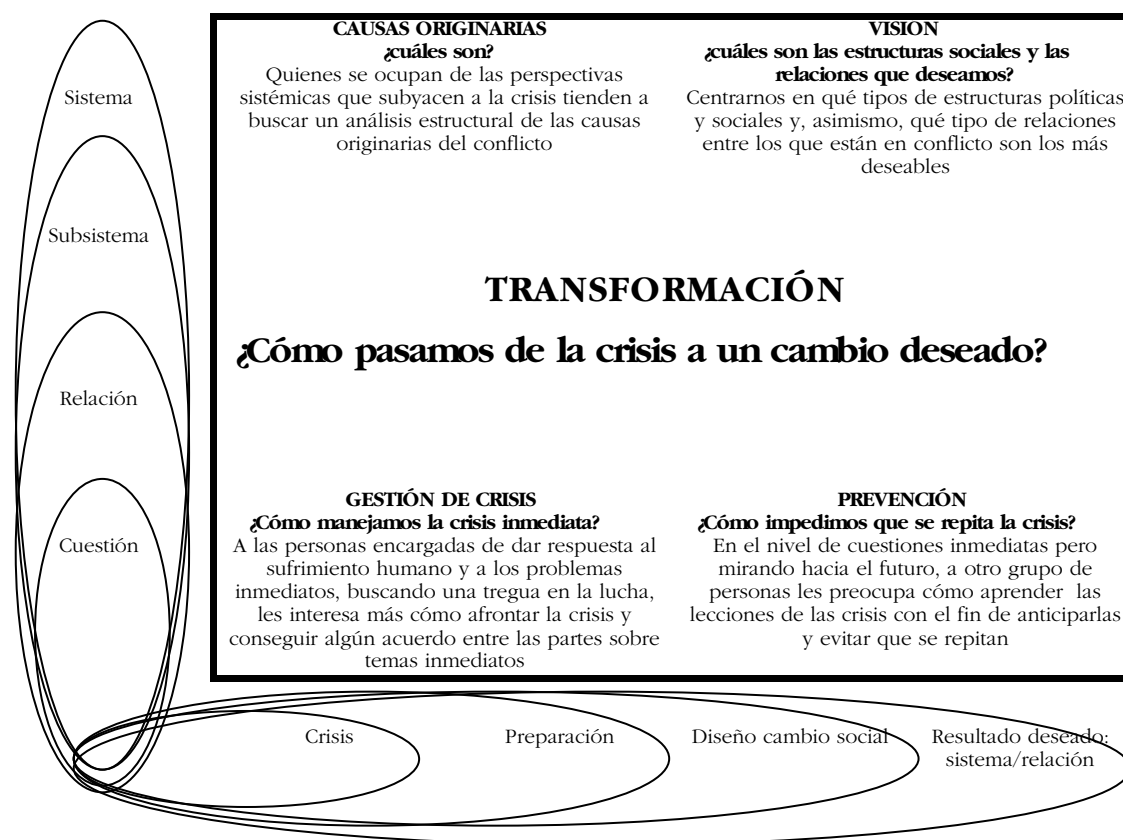 Sistema
Subsistema
Relación
Cuestión
CAUSAS ORIGINARIAS
¿cuáles son?
Quienes se ocupan de las perspectivas
sistémicas que subyacen a la crisis tienden a
buscar un análisis estructural de las causas
originarias del conflicto
VISION
¿cuáles son las estructuras sociales y las
relaciones que deseamos?
Centrarnos en qué tipos de estructuras políticas
y sociales y, asimismo, qué tipo de relaciones
entre los que están en conflicto son los más
deseables
TRANSFORMACIÓN
¿Cómo pasamos de la crisis a un cambio deseado?
GESTIÓN DE CRISIS
¿Cómo manejamos la crisis inmediata?
A las personas encargadas de dar respuesta al
sufrimiento humano y a los problemas
inmediatos, buscando una tregua en la lucha,
les interesa más cómo afrontar la crisis y
conseguir algún acuerdo entre las partes sobre
temas inmediatos
PREVENCIÓN
¿Cómo impedimos que se repita la crisis?
En el nivel de cuestiones inmediatas pero
mirando hacia el futuro, a otro grupo de
personas les preocupa cómo aprender las
lecciones de las crisis con el fin de anticiparlas
y evitar que se repitan
Crisis
Preparación
Diseño cambio social
Resultado deseado:
sistema/relación